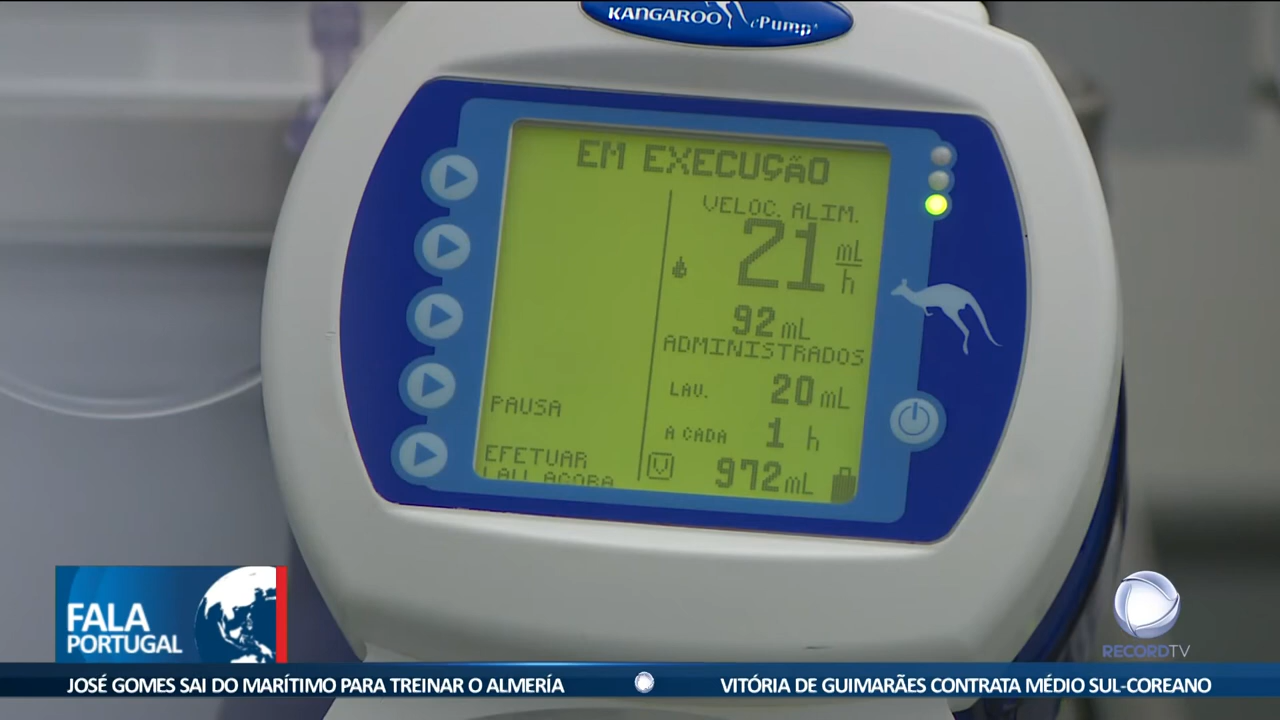 KANGAROO ePump
EM EXECUÇÃO
VELOC. ALIM.
21 mL/h
92 mL
ADMINISTRADOS
LAV. 20 mL
A CADA 1 h
972 mL
PAUSA
EFETUAR
LAV. AGORA
FALA
PORTUGAL
RECORDTV
JOSÉ GOMES SAI DO MARÍTIMO PARA TREINAR O ALMERÍA
VITÓRIA DE GUIMARÃES CONTRATA MÉDIO SUL-COREANO